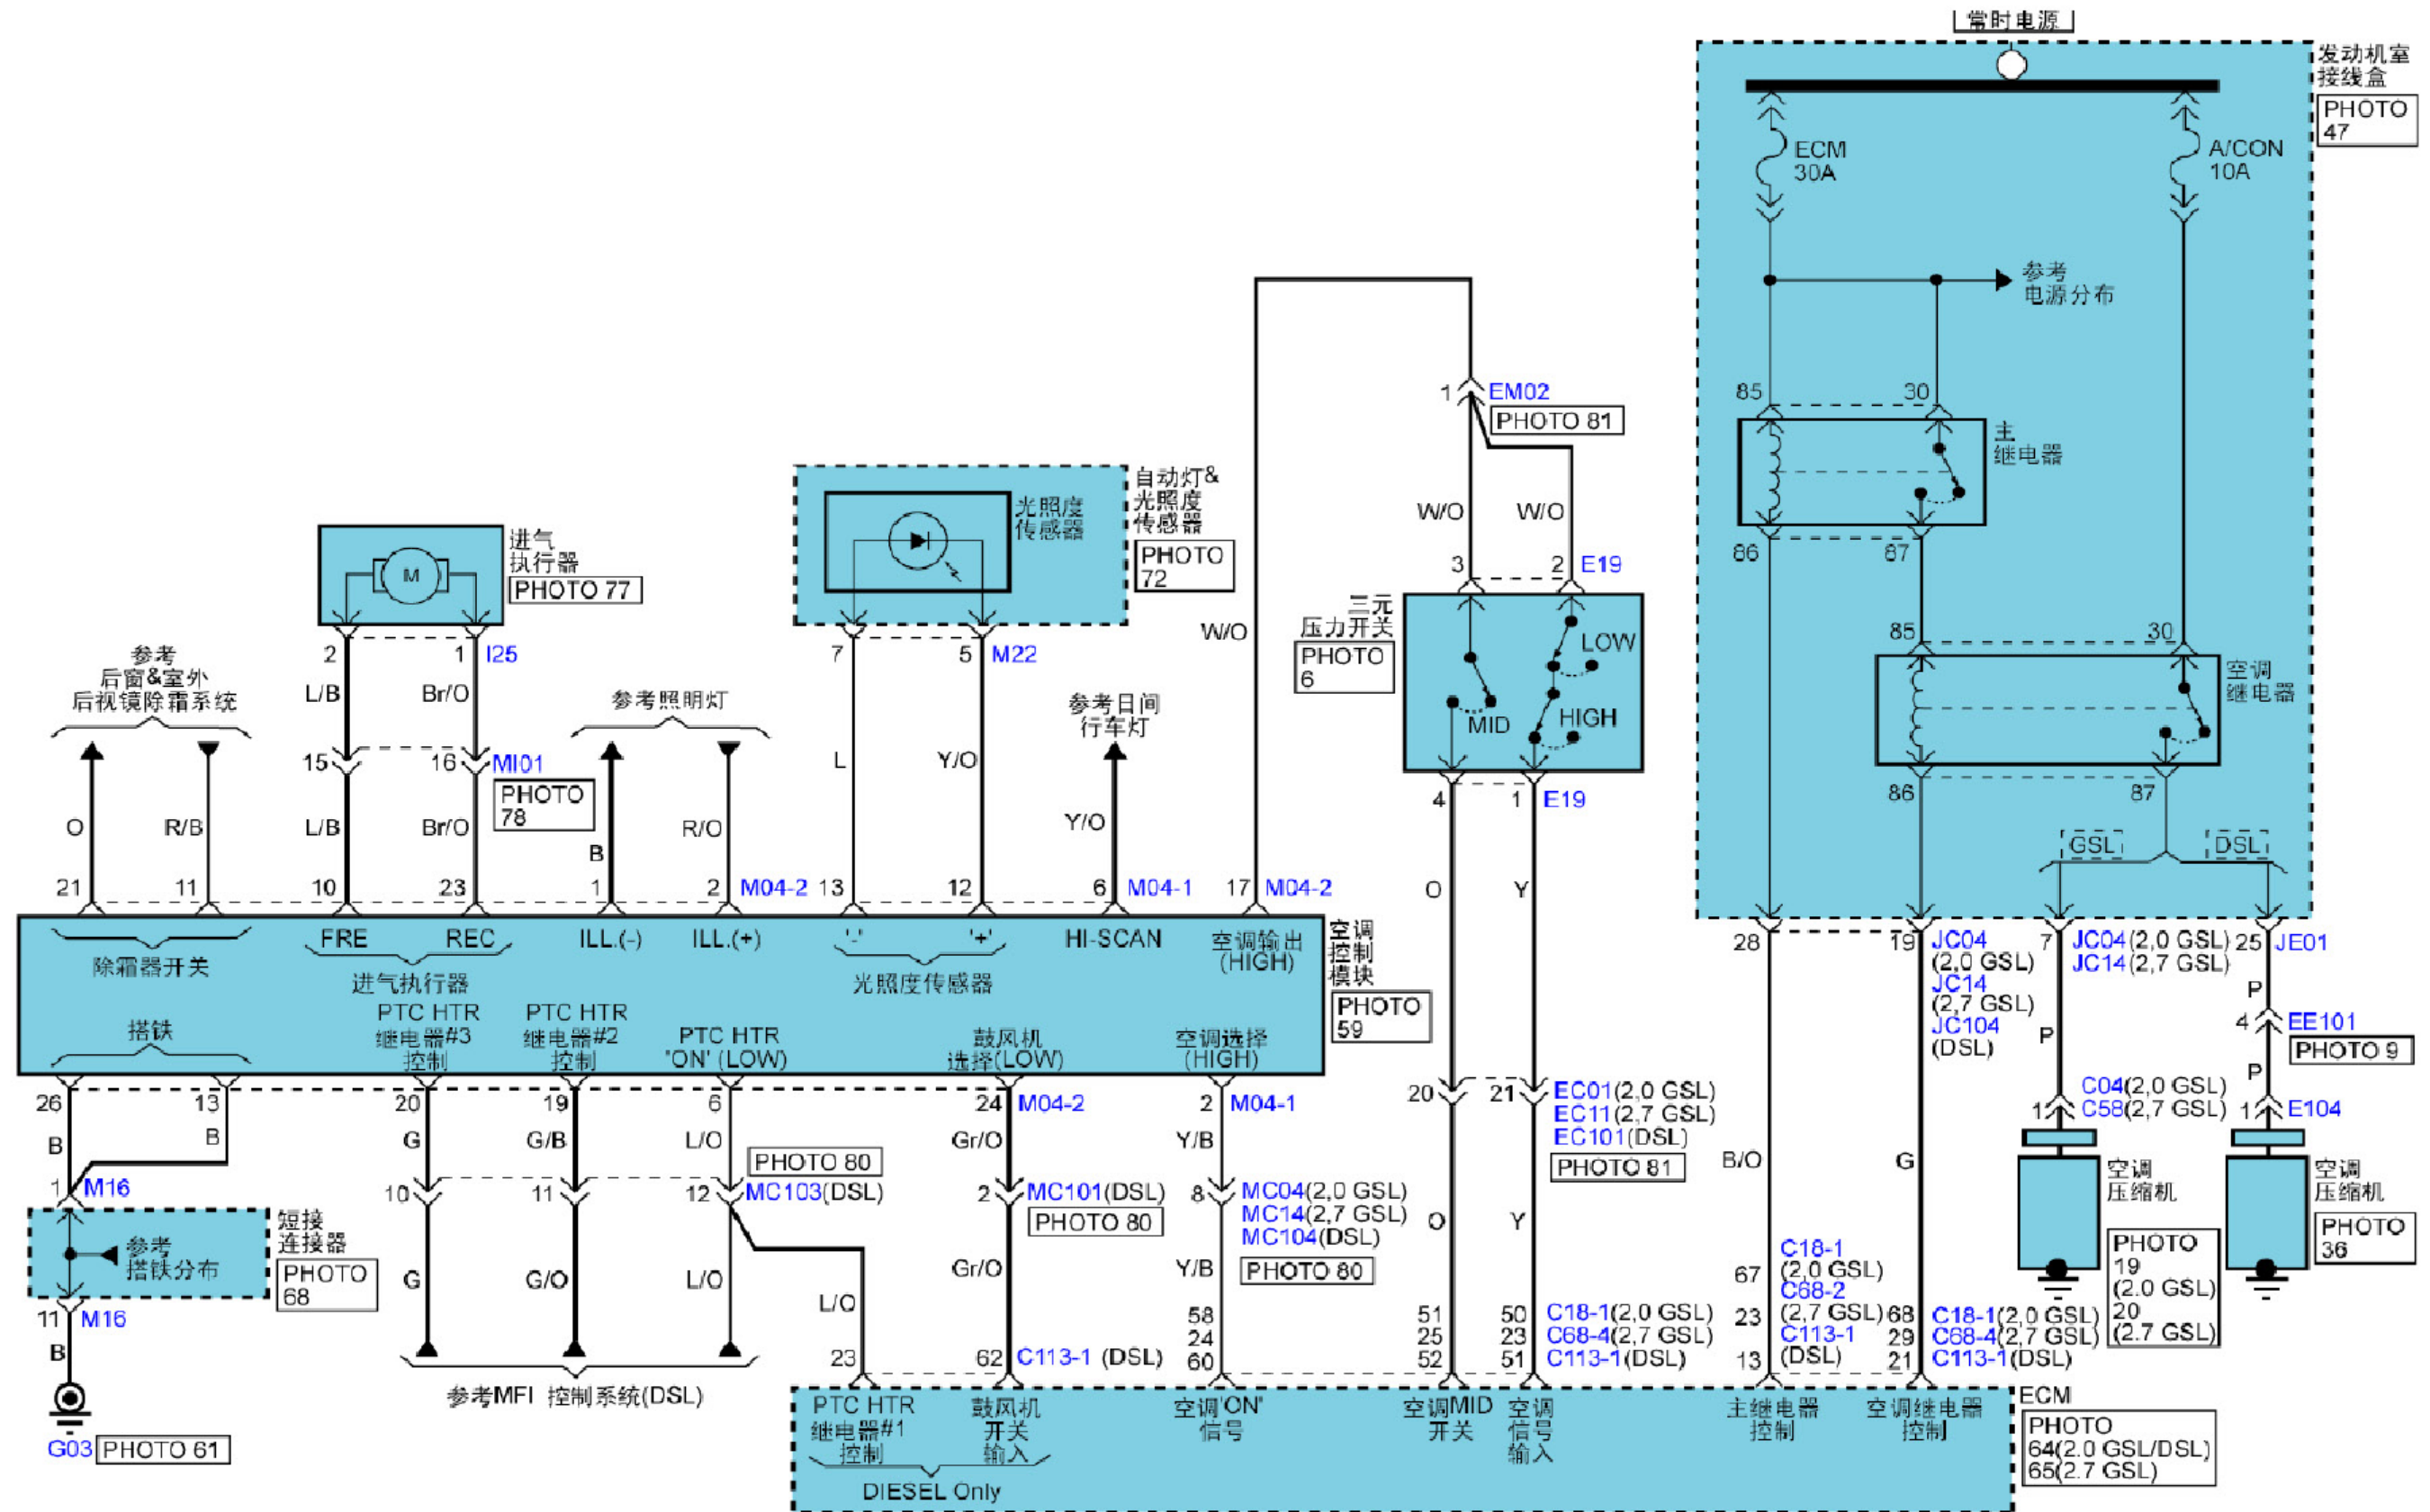 常时电源
发动机室
接线盒
PHOTO
47
ECM
30A
A/CON
10A
参考
电源分布
85
30
主
继电器
86
87
85
30
空调
继电器
86
87
GSL
DSL
1
EM02
PHOTO 81
W/O
W/O
W/O
3
2
E19
三元
压力开关
PHOTO
6
LOW
MID
HIGH
4
1
E19
自动灯&
光照度
传感器
PHOTO
72
光照度
传感器
7
5
M22
L
Y/O
进气
执行器
PHOTO 77
M
2
1
I25
L/B
Br/O
15
16
MI01
PHOTO
78
L/B
Br/O
参考
后窗&室外
后视镜除霜系统
O
R/B
参考照明灯
B
R/O
参考日间
行车灯
Y/O
21
11
10
23
1
2
M04-2
13
12
6
M04-1
17
M04-2
除霜器开关
FRE
REC
进气执行器
ILL.(-)
ILL.(+)
'-'
'+'
光照度传感器
HI-SCAN
空调输出
(HIGH)
空调
控制
模块
PHOTO
59
搭铁
PTC HTR
继电器#3
控制
PTC HTR
继电器#2
控制
PTC HTR
'ON' (LOW)
鼓风机
选择(LOW)
空调选择
(HIGH)
26
13
20
19
6
24
M04-2
2
M04-1
B
B
G
G/B
L/O
Gr/O
Y/B
1
M16
短接
连接器
PHOTO
68
参考
搭铁分布
11
M16
B
G03
PHOTO 61
10
11
12
PHOTO 80
MC103(DSL)
2
MC101(DSL)
PHOTO 80
8
MC04(2,0 GSL)
MC14(2,7 GSL)
MC104(DSL)
PHOTO 80
G
G/O
L/O
L/O
Gr/O
Y/B
参考MFI 控制系统(DSL)
O
Y
20
21
EC01(2,0 GSL)
EC11(2,7 GSL)
EC101(DSL)
PHOTO 81
O
Y
28
19
JC04
(2,0 GSL)
JC14
(2,7 GSL)
JC104
(DSL)
7
JC04(2,0 GSL)
JC14(2,7 GSL)
25
JE01
P
P
4
EE101
PHOTO 9
P
1
C04(2,0 GSL)
C58(2,7 GSL)
1
E104
B/O
G
空调
压缩机
PHOTO
19
(2.0 GSL)
20
(2.7 GSL)
空调
压缩机
PHOTO
36
23
62
C113-1 (DSL)
58
24
60
51
25
52
50
23
51
C18-1(2,0 GSL)
C68-4(2,7 GSL)
C113-1(DSL)
67
23
13
C18-1
(2,0 GSL)
C68-2
(2,7 GSL)
C113-1
(DSL)
68
29
21
C18-1(2,0 GSL)
C68-4(2,7 GSL)
C113-1(DSL)
PTC HTR
继电器#1
控制
鼓风机
开关
输入
DIESEL Only
空调'ON'
信号
空调MID
开关
空调
信号
输入
主继电器
控制
空调继电器
控制
ECM
PHOTO
64(2.0 GSL/DSL)
65(2.7 GSL)